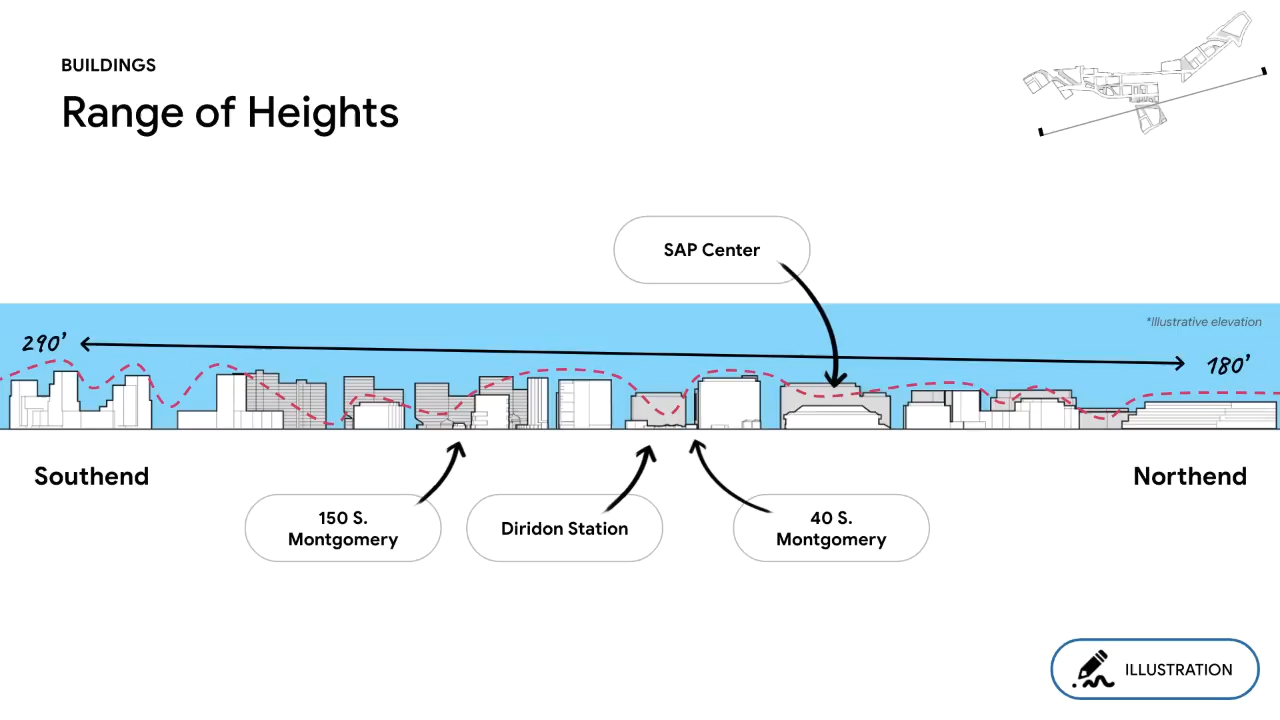 BUILDINGS
Range of Heights
SAP Center
*Illustrative elevation
290'
180'
Southend
Northend
150 S.
Montgomery
Diridon Station
40 S.
Montgomery
ILLUSTRATION